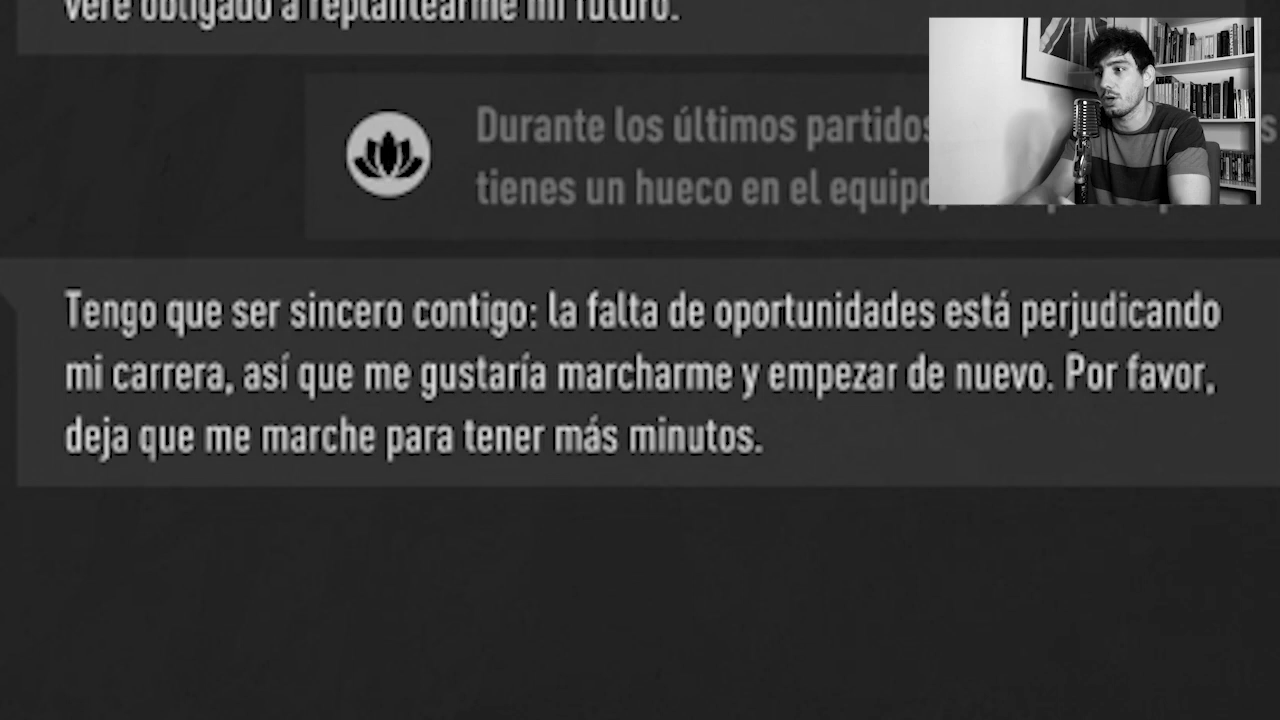 veré obligado a replantearme mi futuro.
Durante los últimos partidos
tienes un hueco en el equipo,
Tengo que ser sincero contigo: la falta de oportunidades está perjudicando
mi carrera, así que me gustaría marcharme y empezar de nuevo. Por favor,
deja que me marche para tener más minutos.